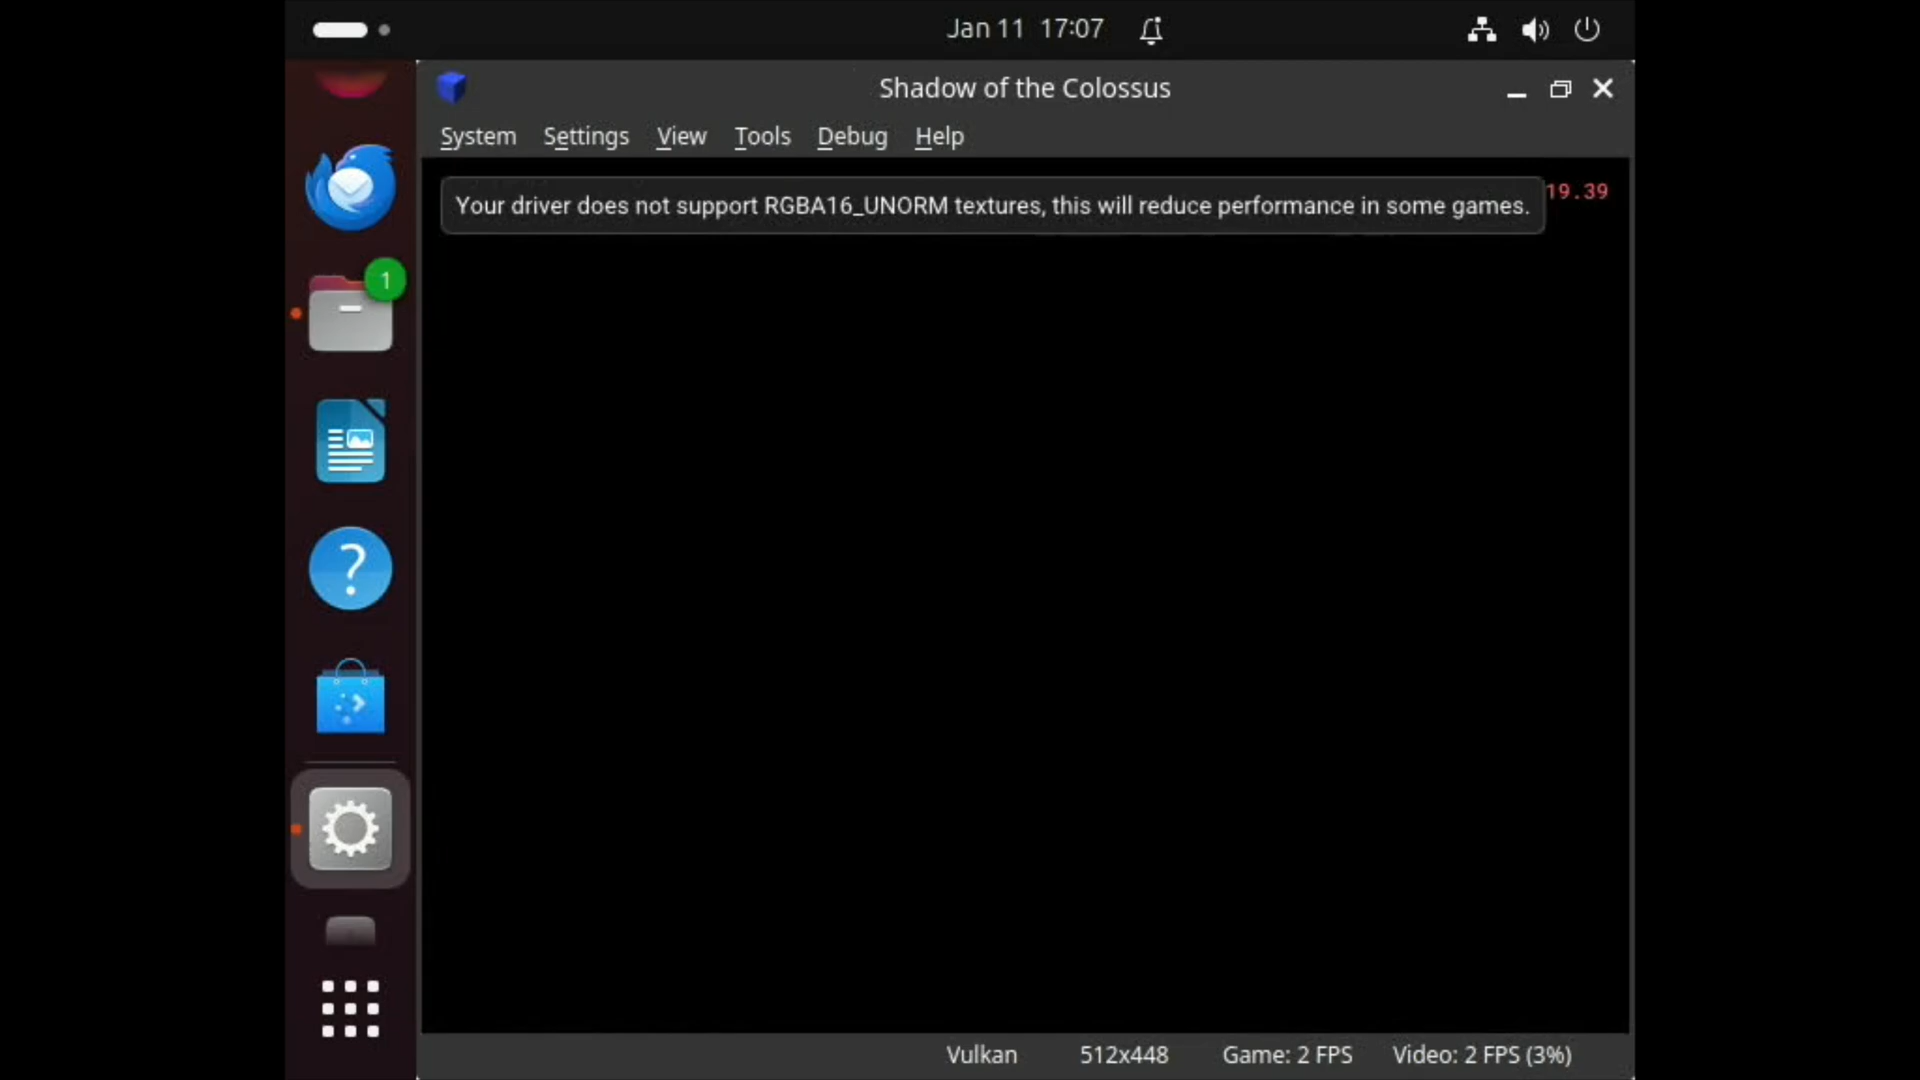 Jan 11 17:07
Shadow of the Colossus
System Settings View Tools Debug Help
Your driver does not support RGBA16_UNORM textures, this will reduce performance in some games.
19.39
1
?
Vulkan 512x448 Game: 2 FPS Video: 2 FPS (3%)